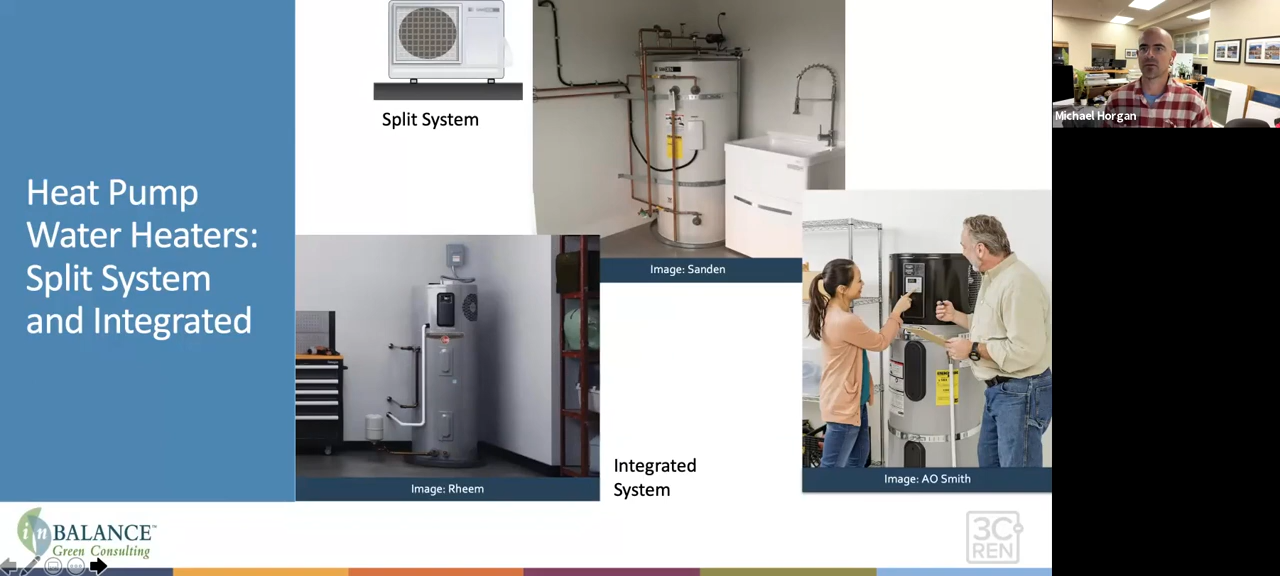 Heat Pump
Water Heaters:
Split System
and Integrated
Split System
Image: Sanden
Image: Rheem
Integrated
System
Image: AO Smith
inBALANCE™
Green Consulting
3C
REN
Michael Horgan